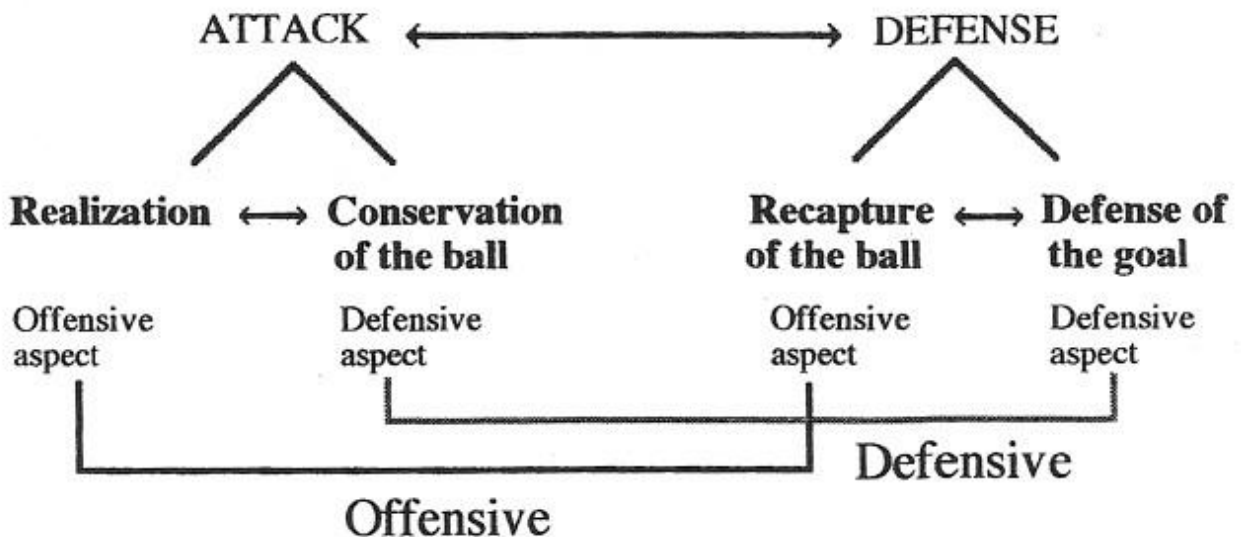 ATTACK DEFENSE
Realization Conservation of the ball Recapture of the ball Defense of the goal
Offensive aspect Defensive aspect Offensive aspect Defensive aspect
Defensive
Offensive